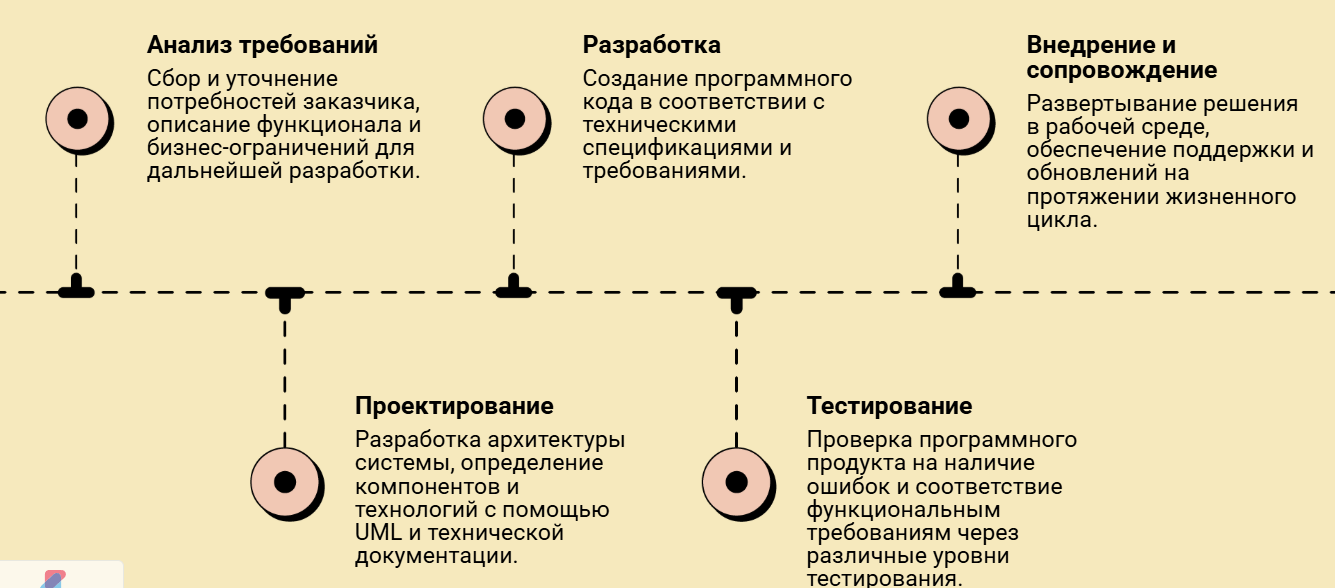 Анализ требований
Сбор и уточнение
потребностей заказчика,
описание функционала и
бизнес-ограничений для
дальнейшей разработки.
Проектирование
Разработка архитектуры
системы, определение
компонентов и
технологий с помощью
UML и технической
документации.
Разработка
Создание программного
кода в соответствии с
техническими
спецификациями и
требованиями.
Тестирование
Проверка программного
продукта на наличие
ошибок и соответствие
функциональным
требованиям через
различные уровни
тестирования.
Внедрение и
сопровождение
Развертывание решения
в рабочей среде,
обеспечение поддержки и
обновлений на
протяжении жизненного
цикла.